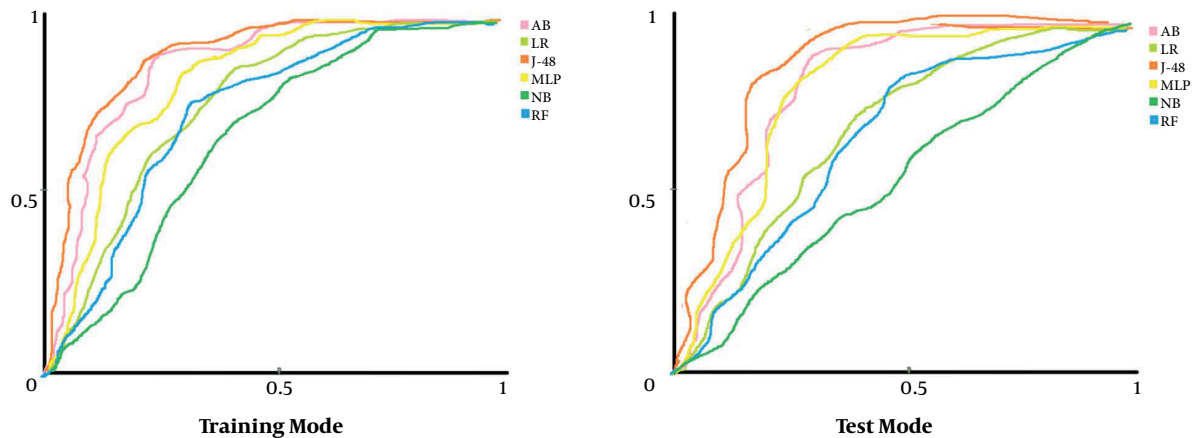 1
0.5
0
0.5
1
AB
LR
J-48
MLP
NB
RF
Training Mode
1
0.5
0
0.5
1
AB
LR
J-48
MLP
NB
RF
Test Mode